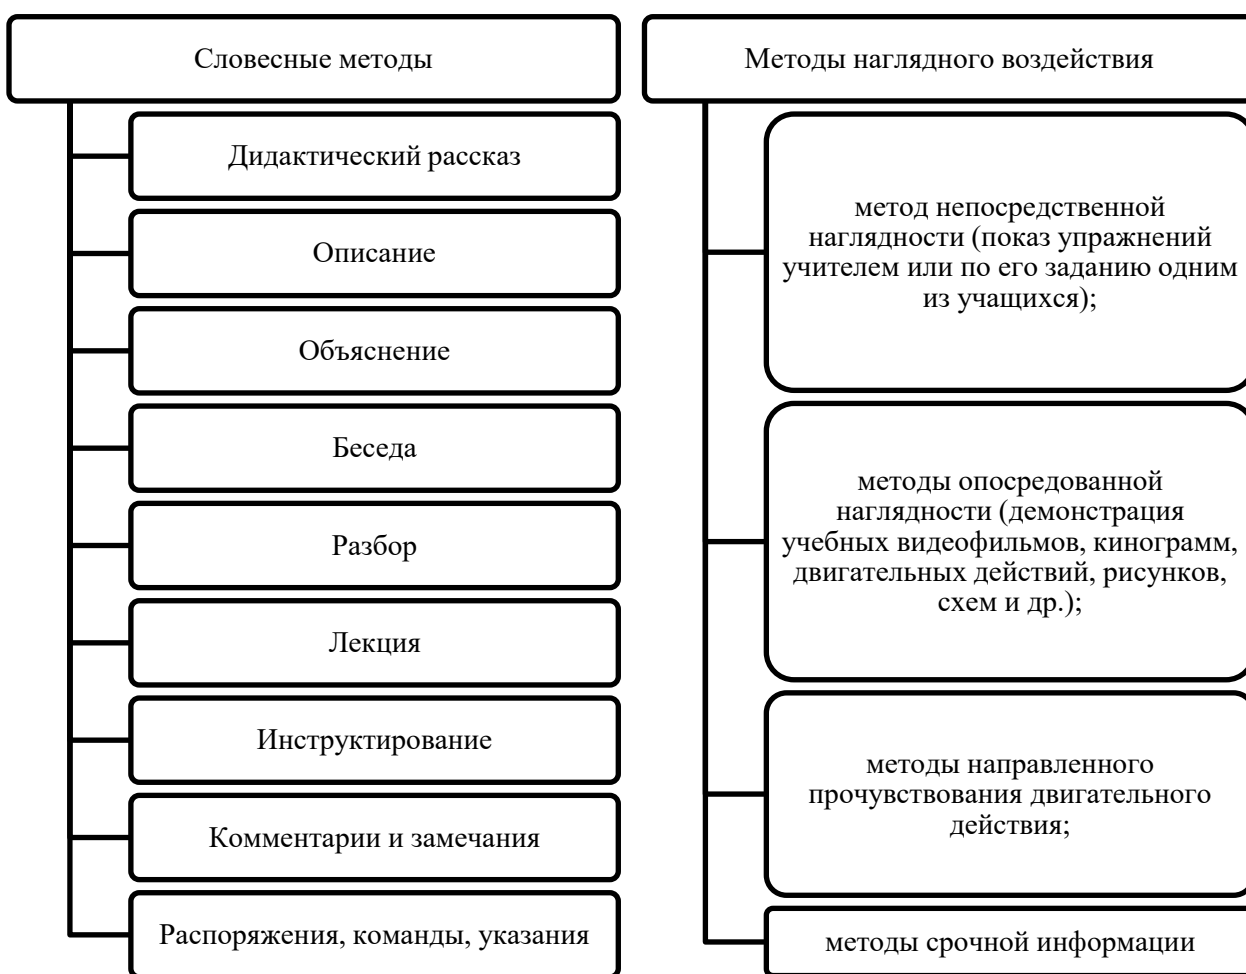 Словесные методы
Дидактический рассказ
Описание
Объяснение
Беседа
Разбор
Лекция
Инструктирование
Комментарии и замечания
Распоряжения, команды, указания
Методы наглядного воздействия
метод непосредственной
наглядности (показ упражнений
учителем или по его заданию одним
из учащихся);
методы опосредованной
наглядности (демонстрация
учебных видеофильмов, кинограмм,
двигательных действий, рисунков,
схем и др.);
методы направленного
прочувствования двигательного
действия;
методы срочной информации